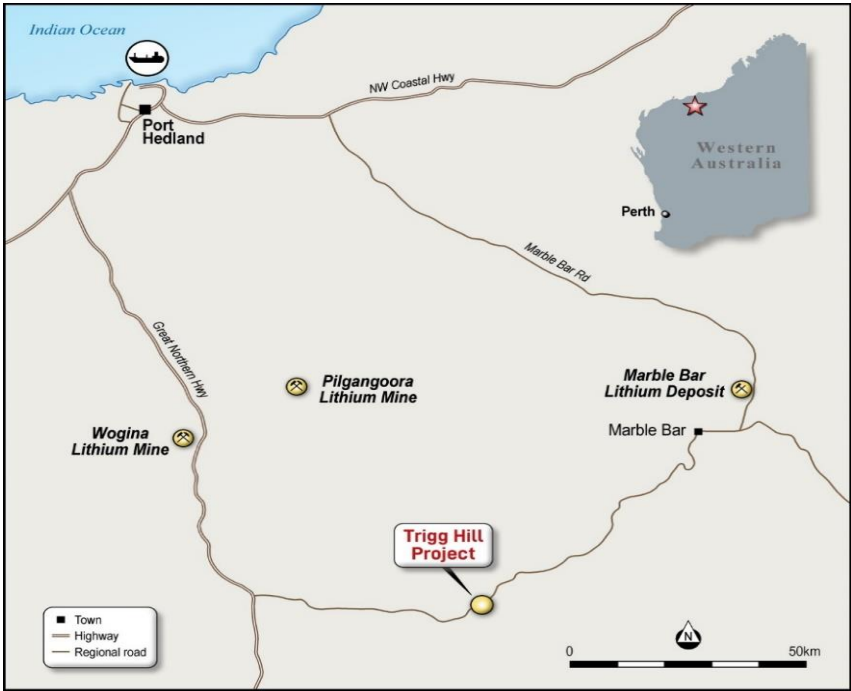 Indian Ocean
NW Coastal Hwy
Port
Hedland
Western
Australia
Perth
Marble Bar Rd
Great Northern Hwy
Pilgangoora
Lithium Mine
Marble Bar
Lithium Deposit
Wogina
Lithium Mine
Marble Bar
Trigg Hill
Project
Town
Highway
Regional road
N
0 50km